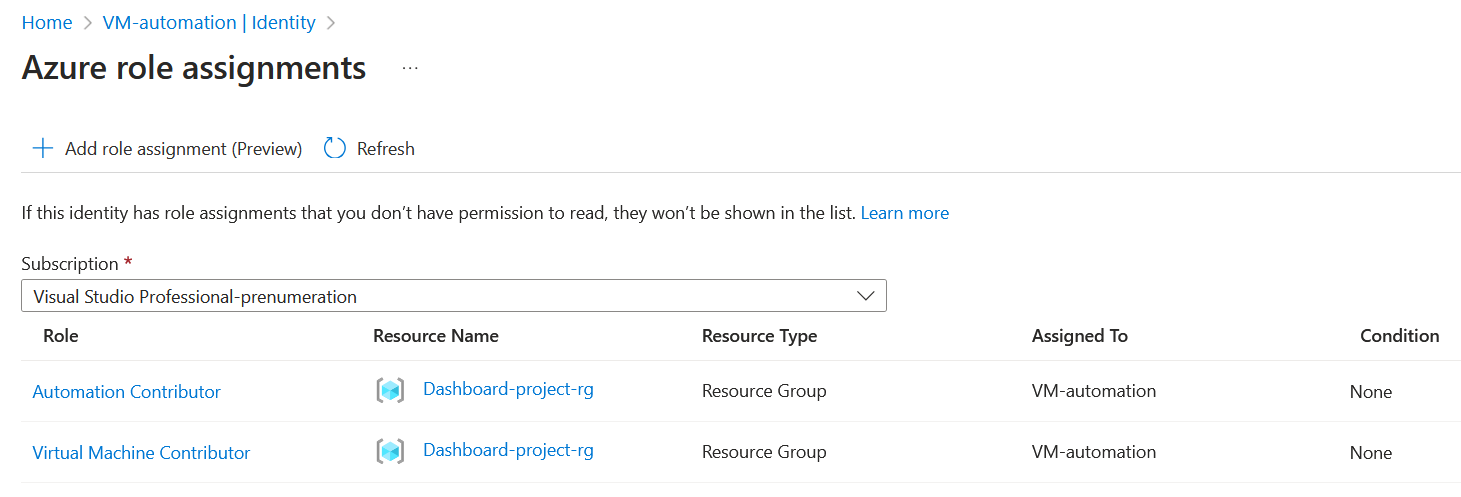 Home > VM-automation | Identity >
Azure role assignments ...
+ Add role assignment (Preview) Refresh
If this identity has role assignments that you don’t have permission to read, they won’t be shown in the list. Learn more
Subscription *
Visual Studio Professional-prenumeration
Role Resource Name Resource Type Assigned To Condition
Automation Contributor Dashboard-project-rg Resource Group VM-automation None
Virtual Machine Contributor Dashboard-project-rg Resource Group VM-automation None